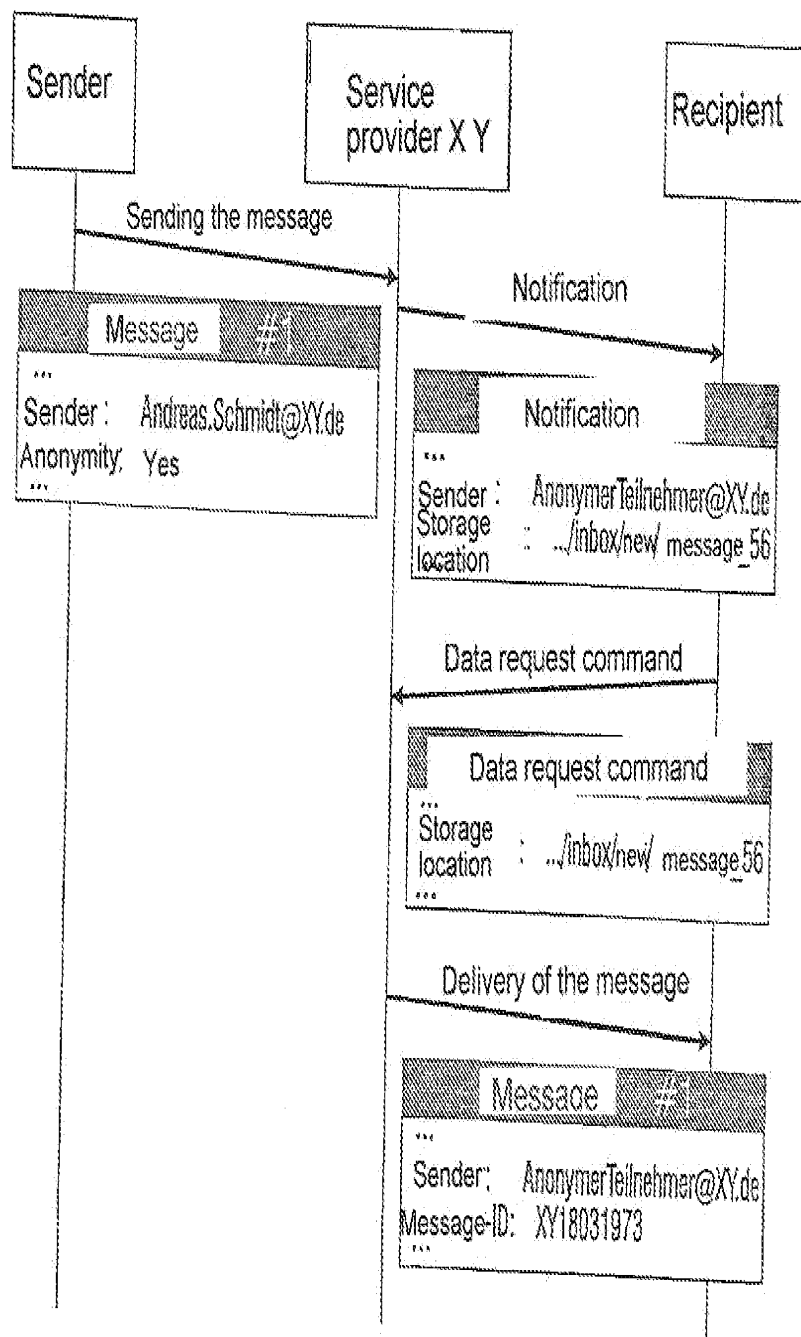 Sender
Service
provider X Y
Recipient
Sending the message
Notification
Message #1
...
Sender : Andreas.Schmidt@XY.de
Anonymity: Yes
...
Notification
...
Sender : AnonymerTeilnehmer@XY.de
Storage
location : .../inbox/new/ message_56
...
Data request command
Data request command
...
Storage
location : .../inbox/new/ message_56
...
Delivery of the message
Message #1
...
Sender: AnonymerTeilnehmer@XY.de
Message-ID: XY18031973
...